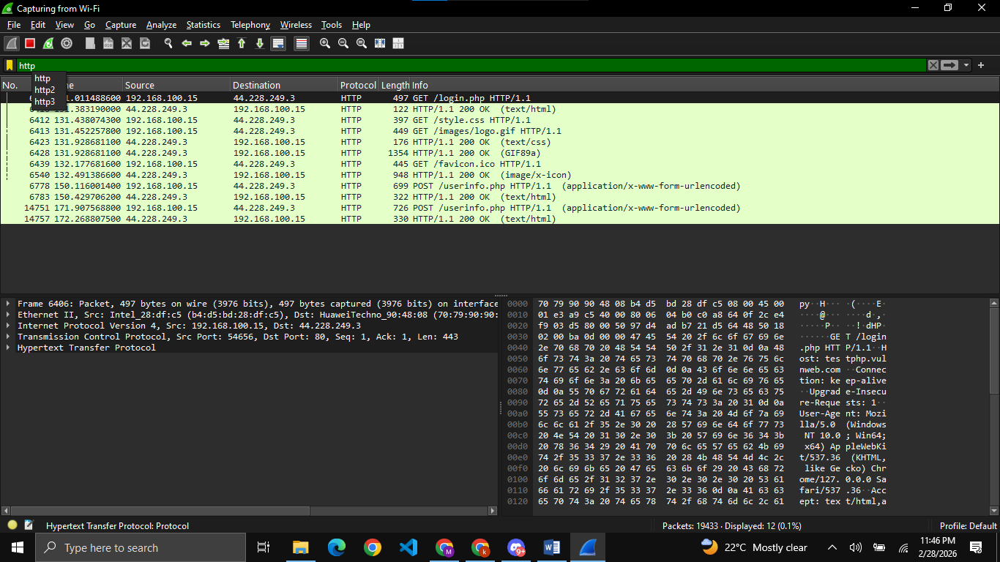 Capturing from Wi-Fi
File Edit View Go Capture Analyze Statistics Telephony Wireless Tools Help
http
http
http2
http3
No. Source Destination Protocol Length Info
.011488600 192.168.100.15 44.228.249.3 HTTP 497 GET /login.php HTTP/1.1
.383190000 44.228.249.3 192.168.100.15 HTTP 122 HTTP/1.1 200 OK (text/html)
6412 131.438074300 192.168.100.15 44.228.249.3 HTTP 397 GET /style.css HTTP/1.1
6413 131.452257800 192.168.100.15 44.228.249.3 HTTP 449 GET /images/logo.gif HTTP/1.1
6423 131.928681100 44.228.249.3 192.168.100.15 HTTP 176 HTTP/1.1 200 OK (text/css)
6428 131.928681100 44.228.249.3 192.168.100.15 HTTP 1354 HTTP/1.1 200 OK (GIF89a)
6439 132.177681600 192.168.100.15 44.228.249.3 HTTP 445 GET /favicon.ico HTTP/1.1
6540 132.491386600 44.228.249.3 192.168.100.15 HTTP 948 HTTP/1.1 200 OK (image/x-icon)
6778 150.116001400 192.168.100.15 44.228.249.3 HTTP 699 POST /userinfo.php HTTP/1.1 (application/x-www-form-urlencoded)
6783 150.429706200 44.228.249.3 192.168.100.15 HTTP 322 HTTP/1.1 200 OK (text/html)
14751 171.907568800 192.168.100.15 44.228.249.3 HTTP 726 POST /userinfo.php HTTP/1.1 (application/x-www-form-urlencoded)
14757 172.268807500 44.228.249.3 192.168.100.15 HTTP 330 HTTP/1.1 200 OK (text/html)
Frame 6406: Packet, 497 bytes on wire (3976 bits), 497 bytes captured (3976 bits) on interface
Ethernet II, Src: Intel_28:df:c5 (b4:d5:bd:28:df:c5), Dst: HuaweiTechno_90:48:08 (70:79:90:90:
Internet Protocol Version 4, Src: 192.168.100.15, Dst: 44.228.249.3
Transmission Control Protocol, Src Port: 54656, Dst Port: 80, Seq: 1, Ack: 1, Len: 443
Hypertext Transfer Protocol
0000 70 79 90 90 48 08 b4 d5 bd 28 df c5 08 00 45 00 py··H····(····E·
0010 01 e3 a9 c5 40 00 80 06 04 b0 c0 a8 64 0f 2c e4 ····@·······d·,·
0020 f9 03 d5 80 00 50 97 d4 ad b7 21 d5 64 48 50 18 ·····P····!·dHP·
0030 02 00 ba 0d 00 00 47 45 54 20 2f 6c 6f 67 69 6e ······GET /login
0040 2e 70 68 70 20 48 54 54 50 2f 31 2e 31 0d 0a 48 .php HTTP/1.1··H
0050 6f 73 74 3a 20 74 65 73 74 70 68 70 2e 76 75 6c ost: testphp.vul
0060 6e 77 65 62 2e 63 6f 6d 0d 0a 43 6f 6e 6e 65 63 nweb.com··Connec
0070 74 69 6f 6e 3a 20 6b 65 65 70 2d 61 6c 69 76 65 tion: keep-alive
0080 0d 0a 55 70 67 72 61 64 65 2d 49 6e 73 65 63 75 ··Upgrade-Insecu
0090 72 65 2d 52 65 71 75 65 73 74 73 3a 20 31 0d 0a re-Requests: 1··
00a0 55 73 65 72 2d 41 67 65 6e 74 3a 20 4d 6f 7a 69 User-Agent: Mozi
00b0 6c 6c 61 2f 35 2e 30 20 28 57 69 6e 64 6f 77 73 lla/5.0 (Windows
00c0 20 4e 54 20 31 30 2e 30 3b 20 57 69 6e 36 34 3b NT 10.0; Win64;
00d0 20 78 36 34 29 20 41 70 70 6c 65 57 65 62 4b 69 x64) AppleWebKi
00e0 74 2f 35 33 37 2e 33 36 20 28 4b 48 54 4d 4c 2c t/537.36 (KHTML,
00f0 20 6c 69 6b 65 20 47 65 63 6b 6f 29 20 43 68 72 like Gecko) Chr
0100 6f 6d 65 2f 31 32 37 2e 30 2e 30 2e 30 20 53 61 ome/127.0.0.0 Sa
0110 66 61 72 69 2f 35 33 37 2e 33 36 0d 0a 41 63 63 fari/537.36··Acc
0120 65 70 74 3a 20 74 65 78 74 2f 68 74 6d 6c 2c 61 ept: text/html,a
Hypertext Transfer Protocol: Protocol
Packets: 19433 · Displayed: 12 (0.1%)
Profile: Default
Type here to search
22°C Mostly clear
11:46 PM
2/28/2026